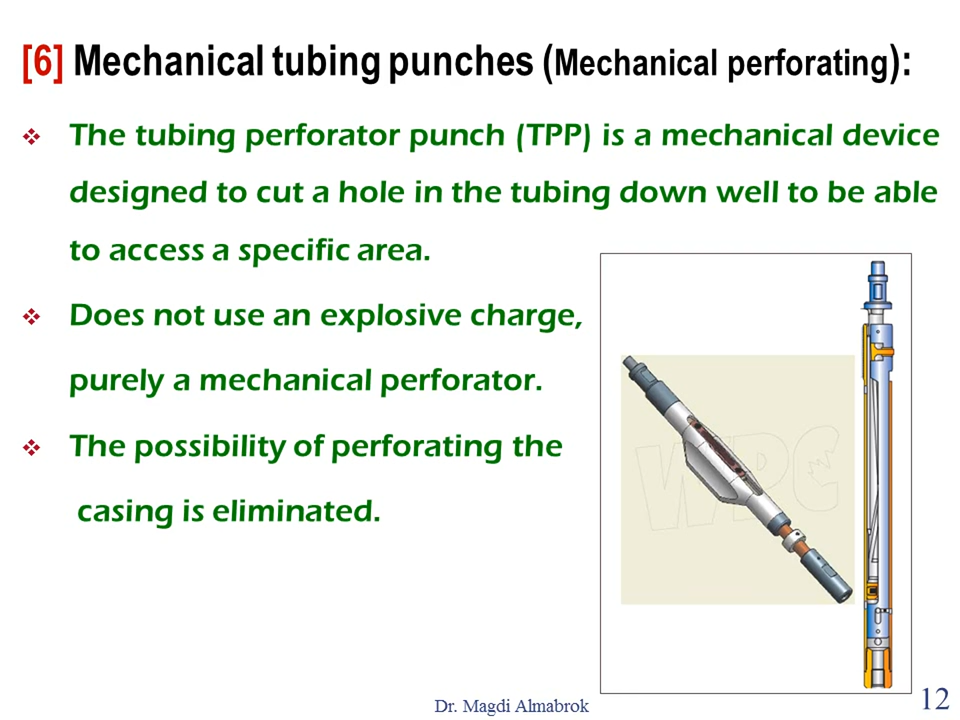 [6] Mechanical tubing punches (Mechanical perforating):
The tubing perforator punch (TPP) is a mechanical device
designed to cut a hole in the tubing down well to be able
to access a specific area.
Does not use an explosive charge,
purely a mechanical perforator.
The possibility of perforating the
casing is eliminated.
WPC
Dr. Magdi Almabrok
12